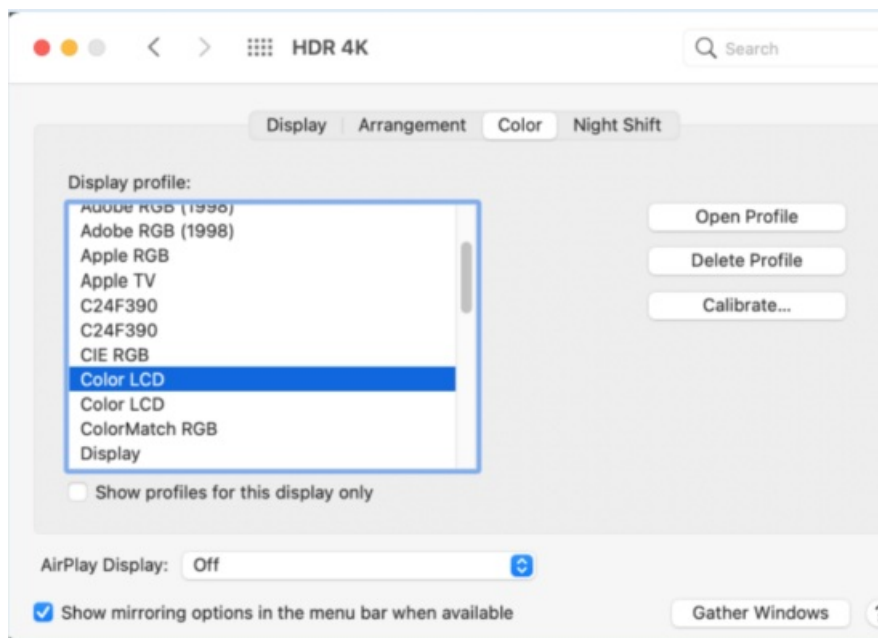 HDR 4K
Search
Display Arrangement Color Night Shift
Display profile:
Adobe RGB (1998)
Adobe RGB (1998)
Apple RGB
Apple TV
C24F390
C24F390
CIE RGB
Color LCD
Color LCD
ColorMatch RGB
Display
Open Profile
Delete Profile
Calibrate...
Show profiles for this display only
AirPlay Display: Off
Show mirroring options in the menu bar when available
Gather Windows